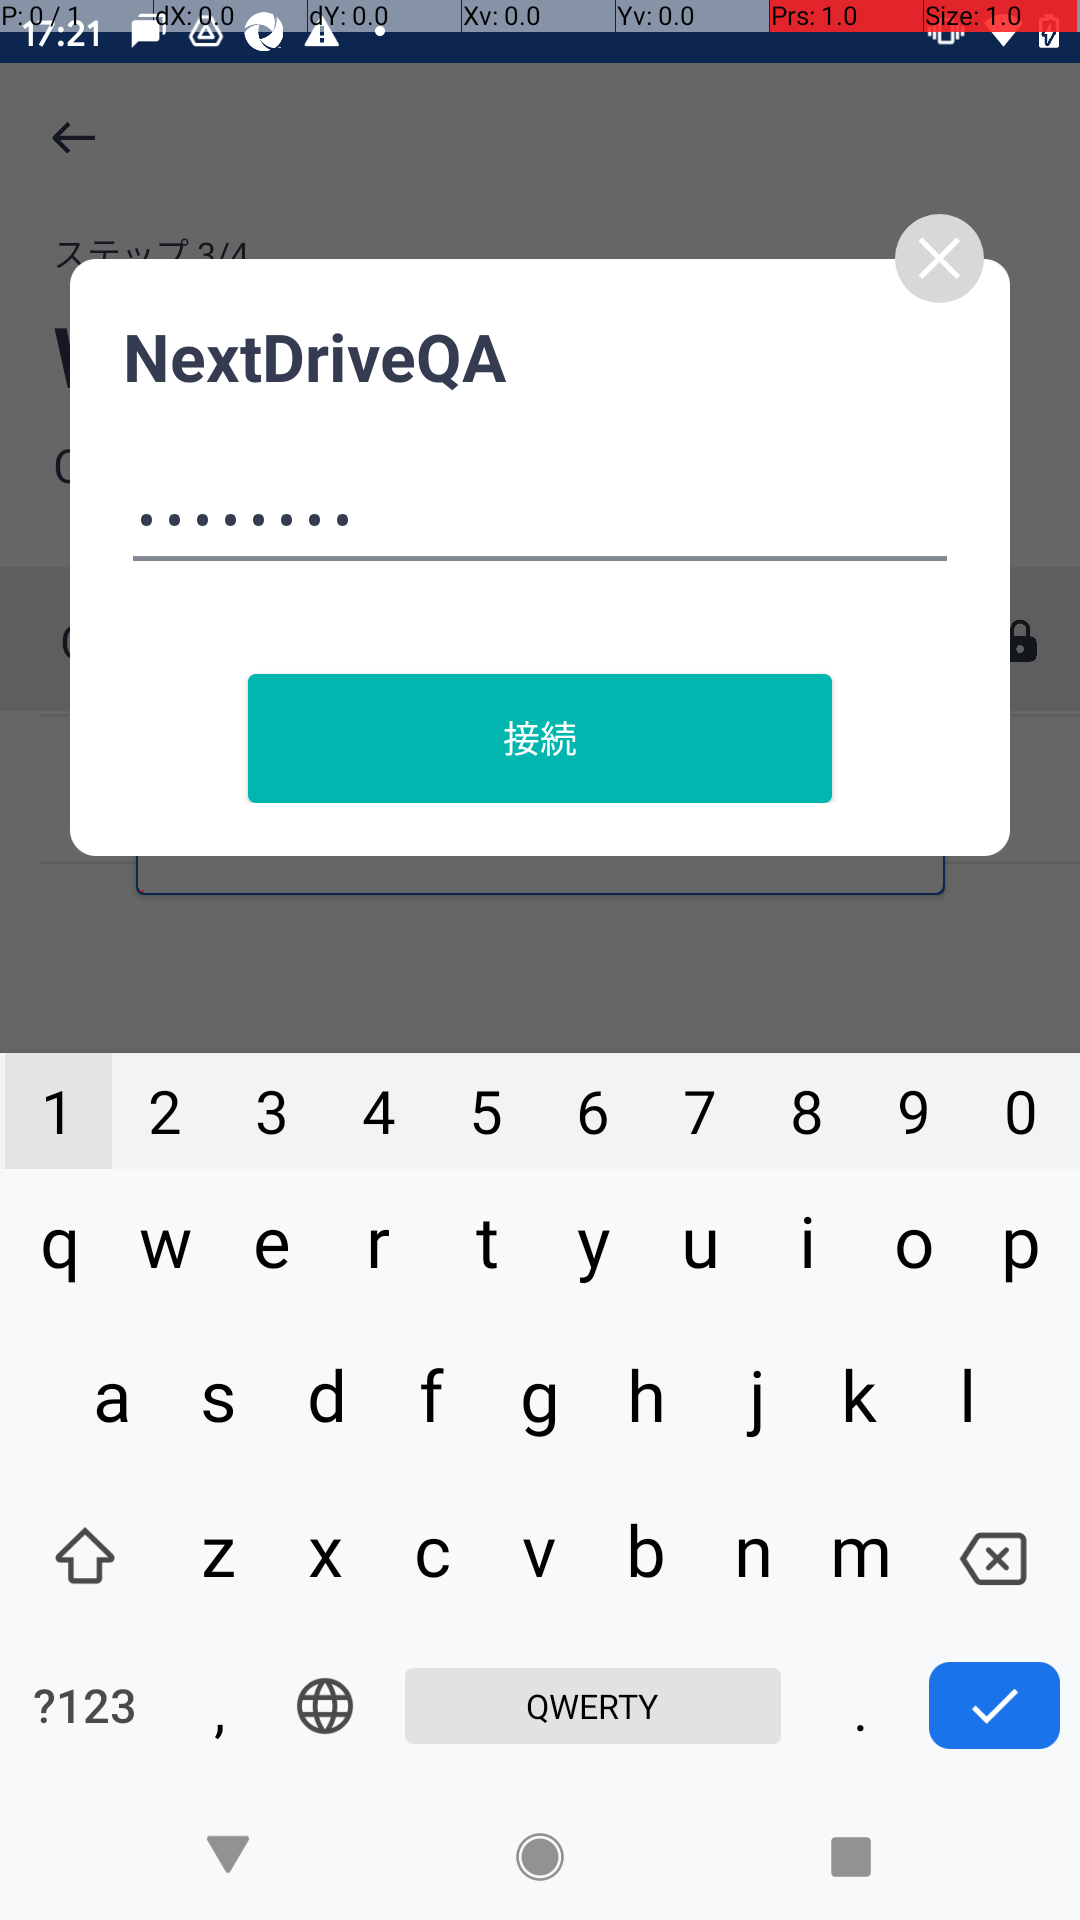 P: 0 / 1 dX: 0.0 dY: 0.0 Xv: 0.0 Yv: 0.0 Prs: 1.0 Size: 1.0
17:21
ステップ 3/4
NextDriveQA
••••••••
接続
1 2 3 4 5 6 7 8 9 0
q w e r t y u i o p
a s d f g h j k l
z x c v b n m
?123 , QWERTY .